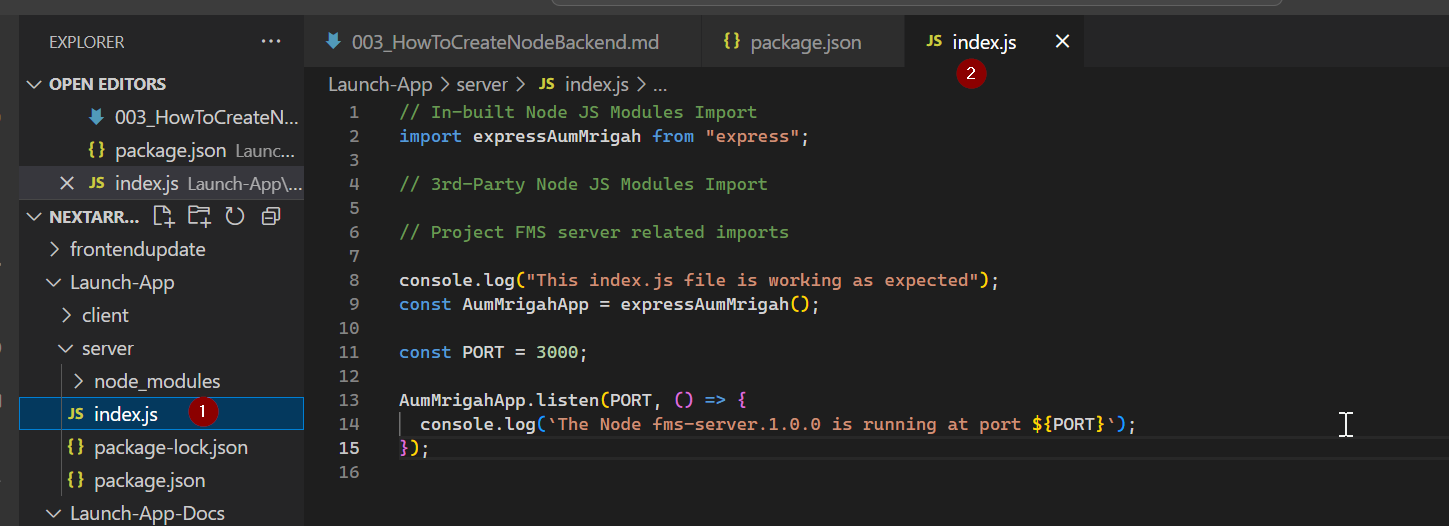 EXPLORER ...
OPEN EDITORS
003_HowToCreateN...
{} package.json Launc...
JS index.js Launch-App\...
NEXTARR...
frontendupdate
Launch-App
client
server
node_modules
JS index.js 1
{} package-lock.json
{} package.json
Launch-App-Docs
003_HowToCreateNodeBackend.md {} package.json JS index.js
2
Launch-App > server > JS index.js > ...
1 // In-built Node JS Modules Import
2 import expressAumMrigah from "express";
3
4 // 3rd-Party Node JS Modules Import
5
6 // Project FMS server related imports
7
8 console.log("This index.js file is working as expected");
9 const AumMrigahApp = expressAumMrigah();
10
11 const PORT = 3000;
12
13 AumMrigahApp.listen(PORT, () => {
14 console.log(`The Node fms-server.1.0.0 is running at port ${PORT}`);
15 });
16